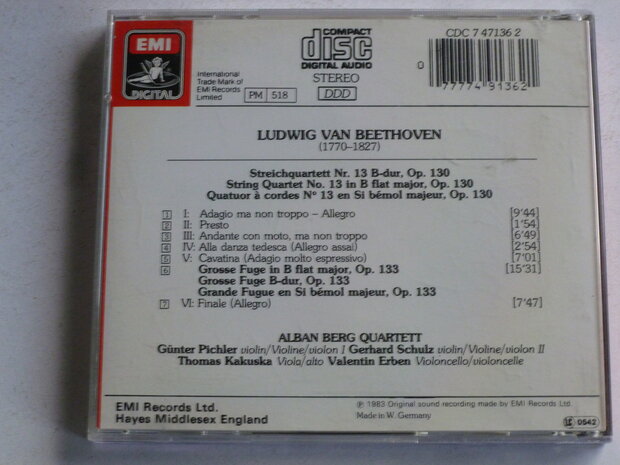 EMI
DIGITAL
International
Trade Mark of
EMI Records
Limited
PM 518
COMPACT
disc
DIGITAL AUDIO
STEREO
DDD
CDC 7 47136 2
0
77774 91362
LUDWIG VAN BEETHOVEN
(1770–1827)
Streichquartett Nr. 13 B-dur, Op. 130
String Quartet No. 13 in B flat major, Op. 130
Quatuor à cordes Nº 13 en Si bémol majeur, Op. 130
1 I: Adagio ma non troppo – Allegro [9'44]
2 II: Presto [1'54]
3 III: Andante con moto, ma non troppo [6'49]
4 IV: Alla danza tedesca (Allegro assai) [2'54]
5 V: Cavatina (Adagio molto espressivo) [7'01]
6 Grosse Fuge in B flat major, Op. 133 [15'31]
Grosse Fuge B-dur, Op. 133
Grande Fugue en Si bémol majeur, Op. 133
7 VI: Finale (Allegro) [7'47]
ALBAN BERG QUARTETT
Günter Pichler violin/Violine/violon I Gerhard Schulz violin/Violine/violon II
Thomas Kakuska Viola/alto Valentin Erben Violoncello/violoncelle
EMI Records Ltd.
Hayes Middlesex England
℗ 1983 Original sound recording made by EMI Records Ltd.
Made in W. Germany
0542